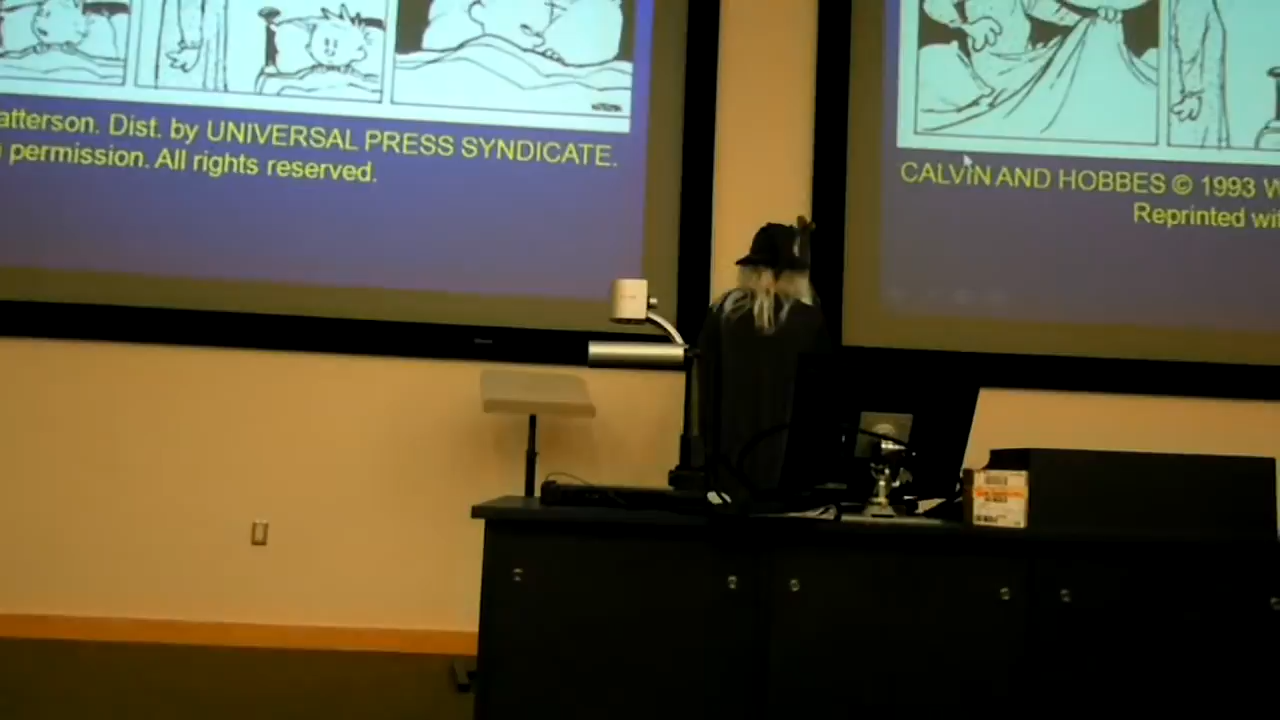 atterson. Dist. by UNIVERSAL PRESS SYNDICATE.
permission. All rights reserved.
CALVIN AND HOBBES © 1993 W
Reprinted wit